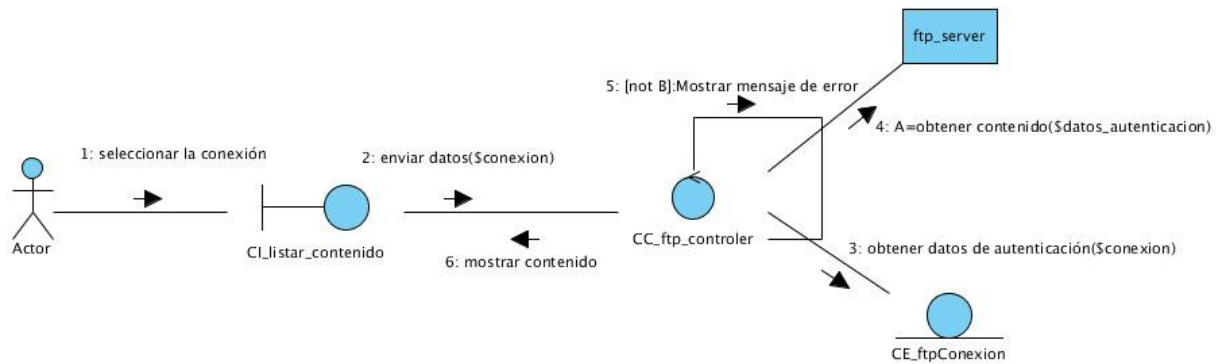 ftp_server
5: [not B]:Mostrar mensaje de error
4: A=obtener contenido($datos_autenticacion)
1: seleccionar la conexión
2: enviar datos($conexion)
Actor
CI_listar_contenido
CC_ftp_controler
3: obtener datos de autenticación($conexion)
6: mostrar contenido
CE_ftpConexion